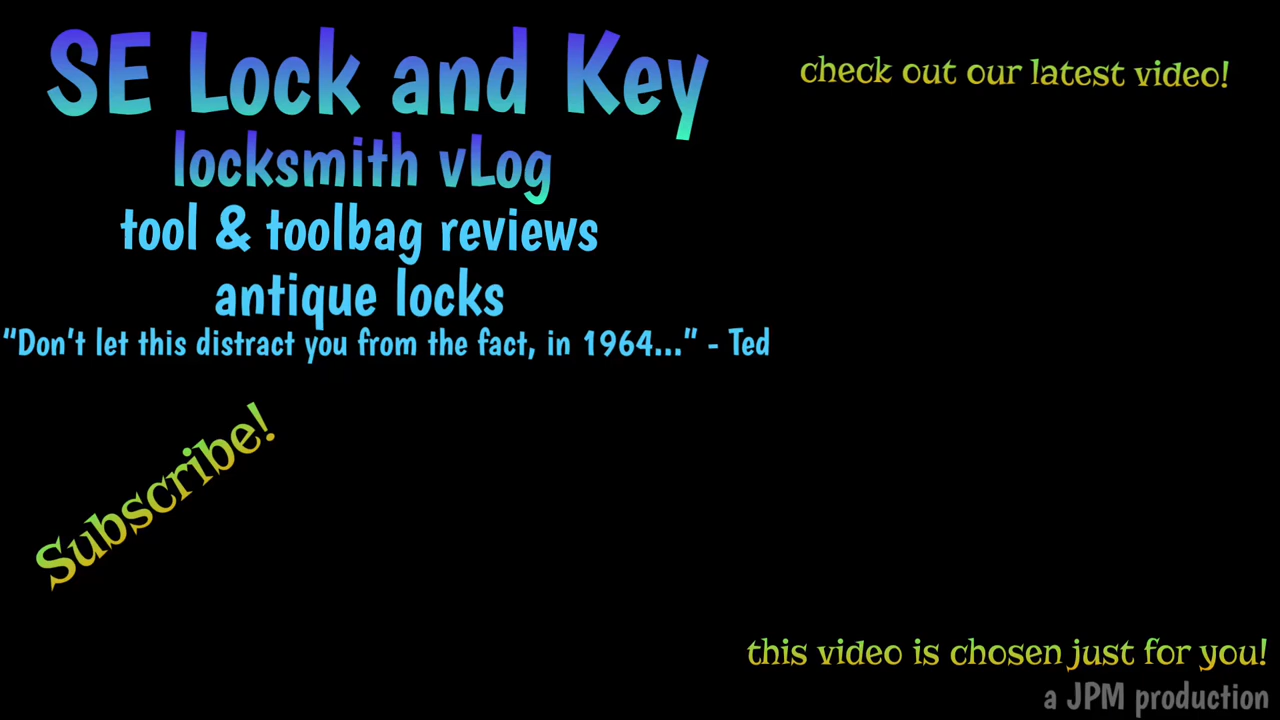 SE Lock and Key
check out our latest video!
locksmith vLog
tool & toolbag reviews
antique locks
“Don’t let this distract you from the fact, in 1964...” - Ted
Subscribe!
this video is chosen just for you!
a JPM production